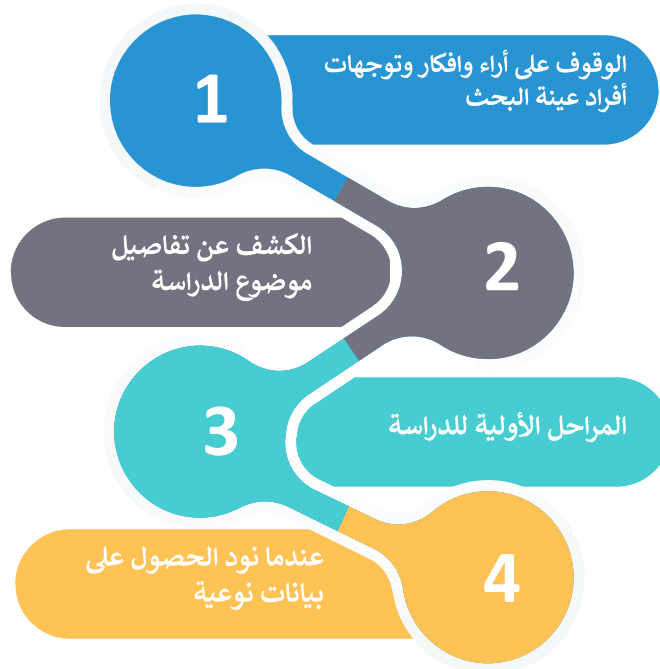 1
الوقوف على أراء وافكار وتوجهات
أفراد عينة البحث
2
الكشف عن تفاصيل
موضوع الدراسة
3
المراحل الأولية للدراسة
4
عندما نود الحصول على
بيانات نوعية